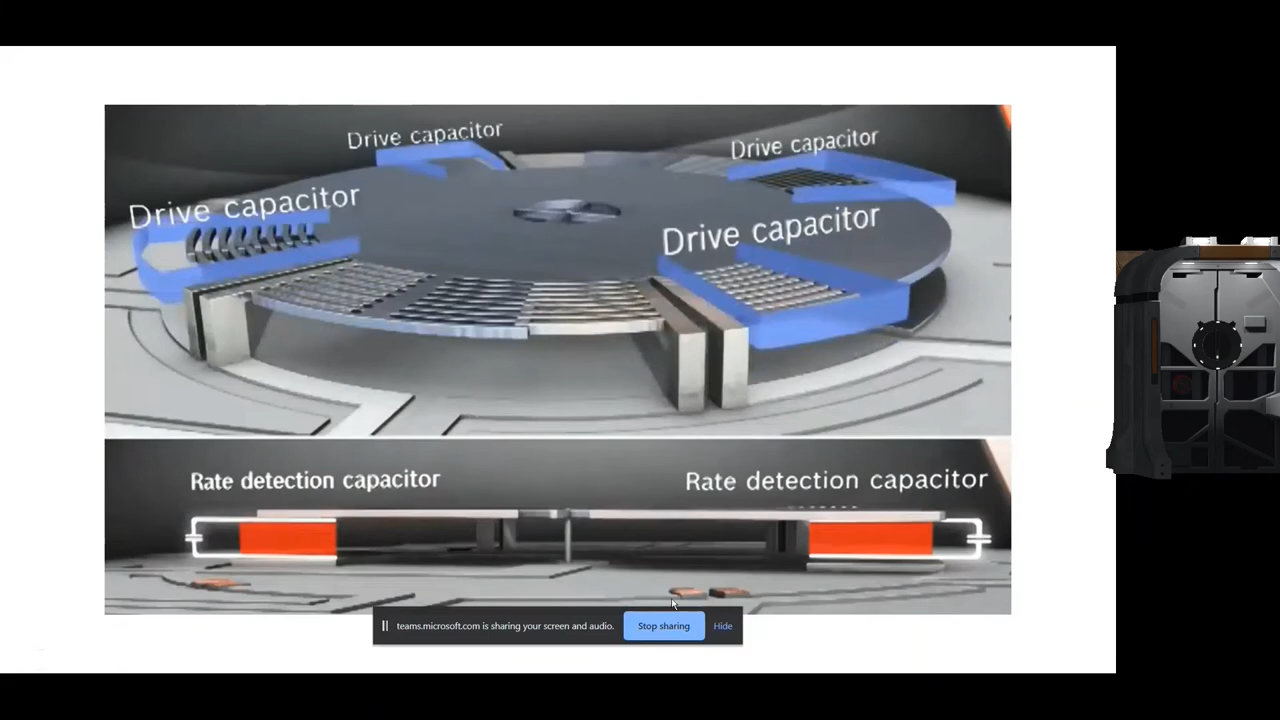 Drive capacitor
Drive capacitor
Drive capacitor
Drive capacitor
Rate detection capacitor
Rate detection capacitor
teams.microsoft.com is sharing your screen and audio.
Stop sharing
Hide